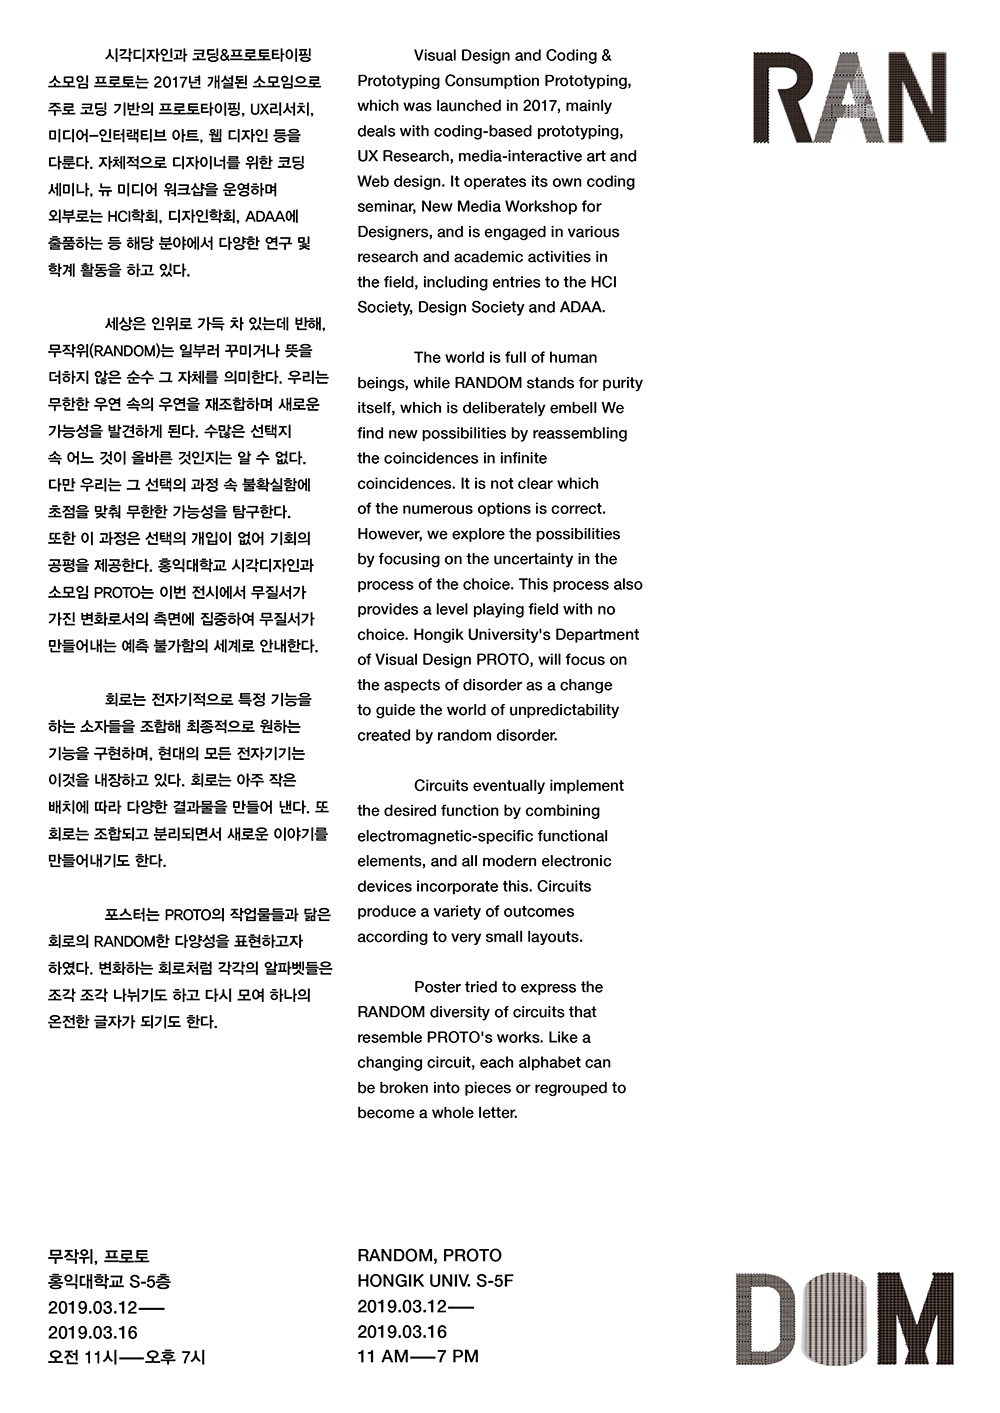 시각디자인과 코딩&프로토타이핑
소모임 프로토는 2017년 개설된 소모임으로
주로 코딩 기반의 프로토타이핑, UX리서치,
미디어—인터랙티브 아트, 웹 디자인 등을
다룬다. 자체적으로 디자이너를 위한 코딩
세미나, 뉴 미디어 워크샵을 운영하며
외부로는 HCI학회, 디자인학회, ADAA에
출품하는 등 해당 분야에서 다양한 연구 및
학계 활동을 하고 있다.
세상은 인위로 가득 차 있는데 반해,
무작위(RANDOM)는 일부러 꾸미거나 뜻을
더하지 않은 순수 그 자체를 의미한다. 우리는
무한한 우연 속의 우연을 재조합하며 새로운
가능성을 발견하게 된다. 수많은 선택지
속 어느 것이 올바른 것인지는 알 수 없다.
다만 우리는 그 선택의 과정 속 불확실함에
초점을 맞춰 무한한 가능성을 탐구한다.
또한 이 과정은 선택의 개입이 없어 기회의
공평을 제공한다. 홍익대학교 시각디자인과
소모임 PROTO는 이번 전시에서 무질서가
가진 변화로서의 측면에 집중하여 무질서가
만들어내는 예측 불가함의 세계로 안내한다.
회로는 전자기적으로 특정 기능을
하는 소자들을 조합해 최종적으로 원하는
기능을 구현하며, 현대의 모든 전자기기는
이것을 내장하고 있다. 회로는 아주 작은
배치에 따라 다양한 결과물을 만들어 낸다. 또
회로는 조합되고 분리되면서 새로운 이야기를
만들어내기도 한다.
포스터는 PROTO의 작업물들과 닮은
회로의 RANDOM한 다양성을 표현하고자
하였다. 변화하는 회로처럼 각각의 알파벳들은
조각 조각 나뉘기도 하고 다시 모여 하나의
온전한 글자가 되기도 한다.
Visual Design and Coding &
Prototyping Consumption Prototyping,
which was launched in 2017, mainly
deals with coding-based prototyping,
UX Research, media-interactive art and
Web design. It operates its own coding
seminar, New Media Workshop for
Designers, and is engaged in various
research and academic activities in
the field, including entries to the HCI
Society, Design Society and ADAA.
The world is full of human
beings, while RANDOM stands for purity
itself, which is deliberately embell We
find new possibilities by reassembling
the coincidences in infinite
coincidences. It is not clear which
of the numerous options is correct.
However, we explore the possibilities
by focusing on the uncertainty in the
process of the choice. This process also
provides a level playing field with no
choice. Hongik University's Department
of Visual Design PROTO, will focus on
the aspects of disorder as a change
to guide the world of unpredictability
created by random disorder.
Circuits eventually implement
the desired function by combining
electromagnetic-specific functional
elements, and all modern electronic
devices incorporate this. Circuits
produce a variety of outcomes
according to very small layouts.
Poster tried to express the
RANDOM diversity of circuits that
resemble PROTO's works. Like a
changing circuit, each alphabet can
be broken into pieces or regrouped to
become a whole letter.
RAN
무작위, 프로토
홍익대학교 S-5층
2019.03.12——
2019.03.16
오전 11시——오후 7시
RANDOM, PROTO
HONGIK UNIV. S-5F
2019.03.12——
2019.03.16
11 AM——7 PM
DOM